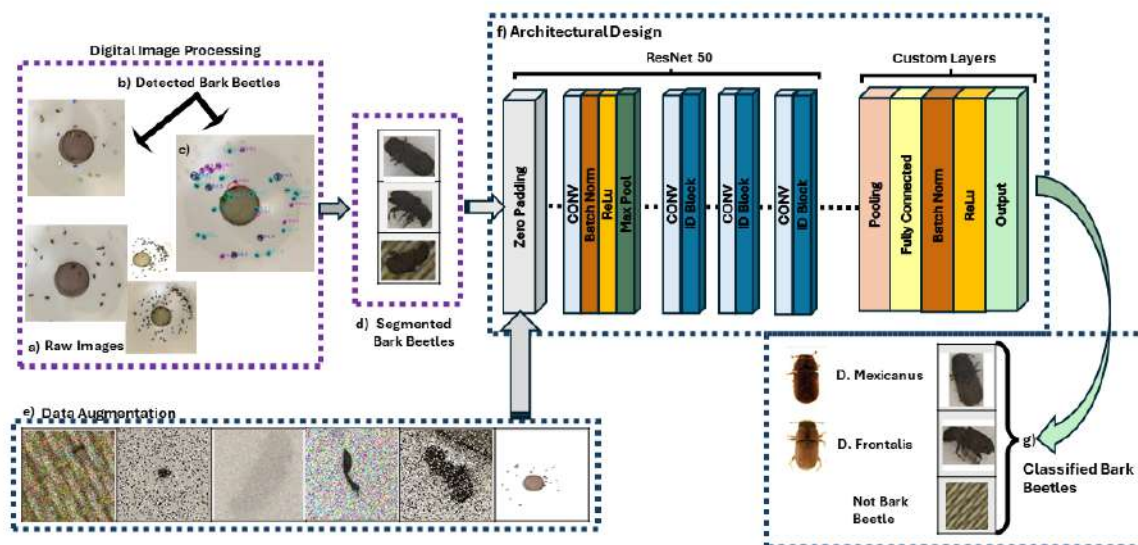 Digital Image Processing
b) Detected Bark Beetles
c)
a) Raw Images
d) Segmented
Bark Beetles
e) Data Augmentation
f) Architectural Design
ResNet 50
Custom Layers
Zero Padding
CONV
Batch Norm
ReLu
Max Pool
CONV
ID Block
CONV
ID Block
CONV
ID Block
Pooling
Fully Connected
Batch Norm
ReLu
Output
D. Mexicanus
D. Frontalis
Not Bark
Beetle
g)
Classified Bark
Beetles